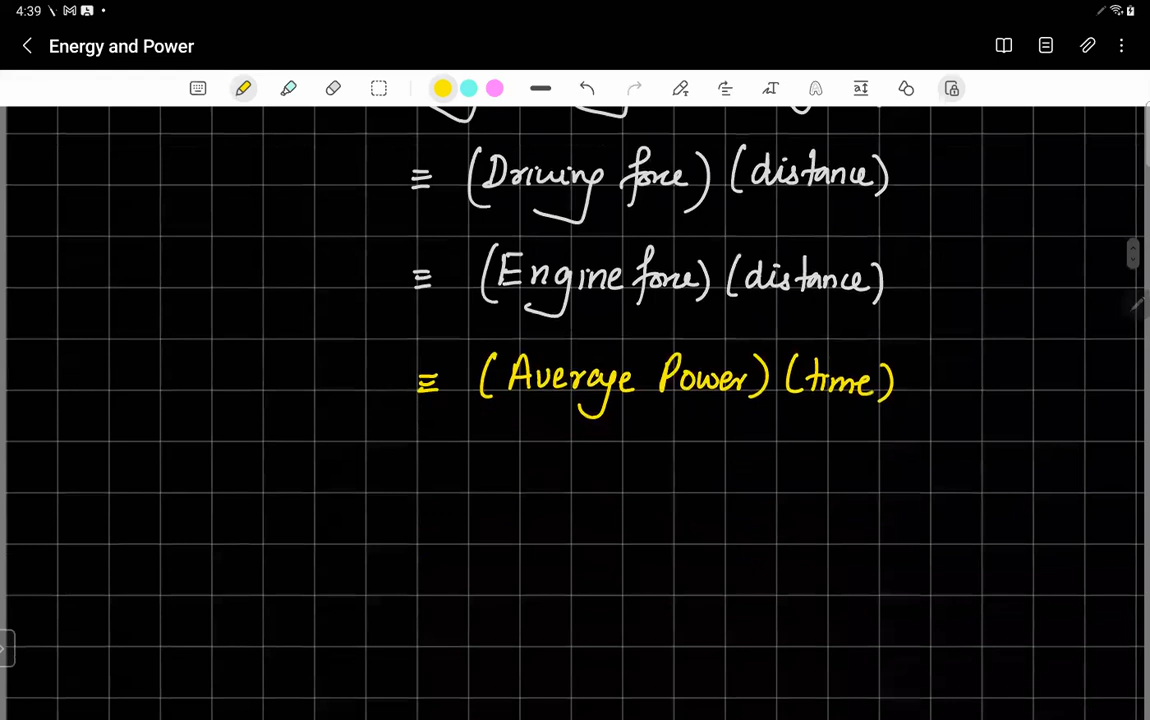 4:39
Energy and Power
≡ (Driving force) (distance)
≡ (Engine force) (distance)
≡ (Average Power) (time)